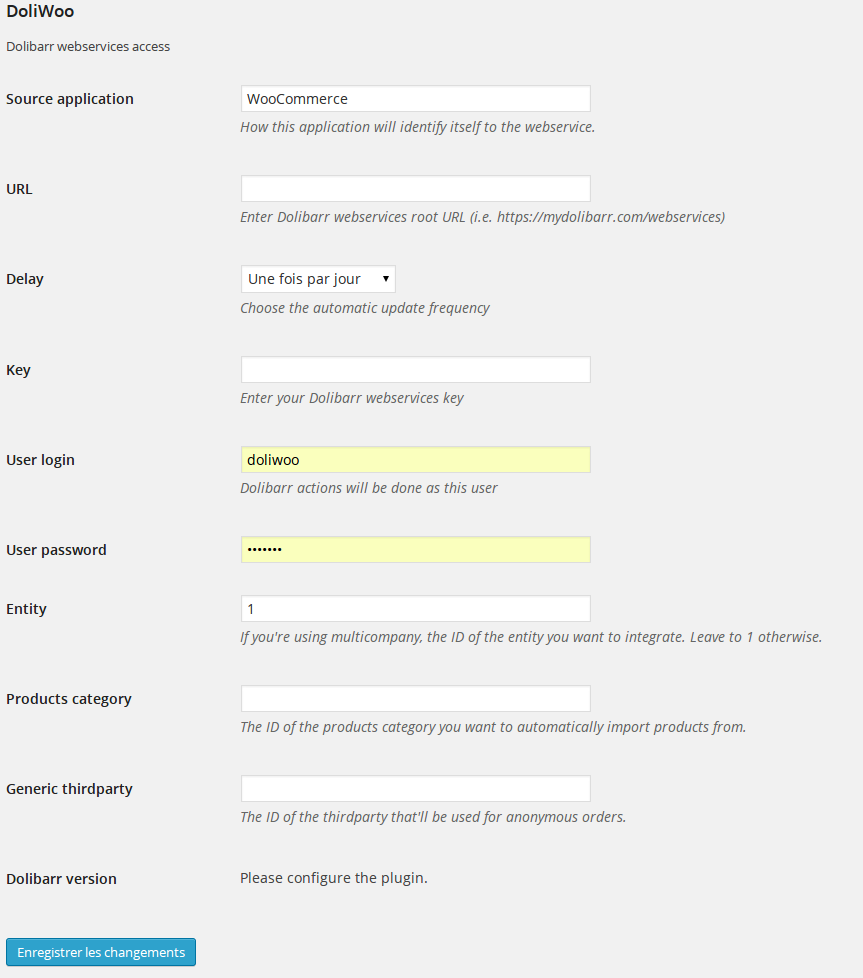 DoliWoo
Dolibarr webservices access
Source application
WooCommerce
How this application will identify itself to the webservice.
URL
Enter Dolibarr webservices root URL (i.e. https://mydolibarr.com/webservices)
Delay
Une fois par jour
Choose the automatic update frequency
Key
Enter your Dolibarr webservices key
User login
doliwoo
Dolibarr actions will be done as this user
User password
•••••••
Entity
1
If you're using multicompany, the ID of the entity you want to integrate. Leave to 1 otherwise.
Products category
The ID of the products category you want to automatically import products from.
Generic thirdparty
The ID of the thirdparty that'll be used for anonymous orders.
Dolibarr version
Please configure the plugin.
Enregistrer les changements